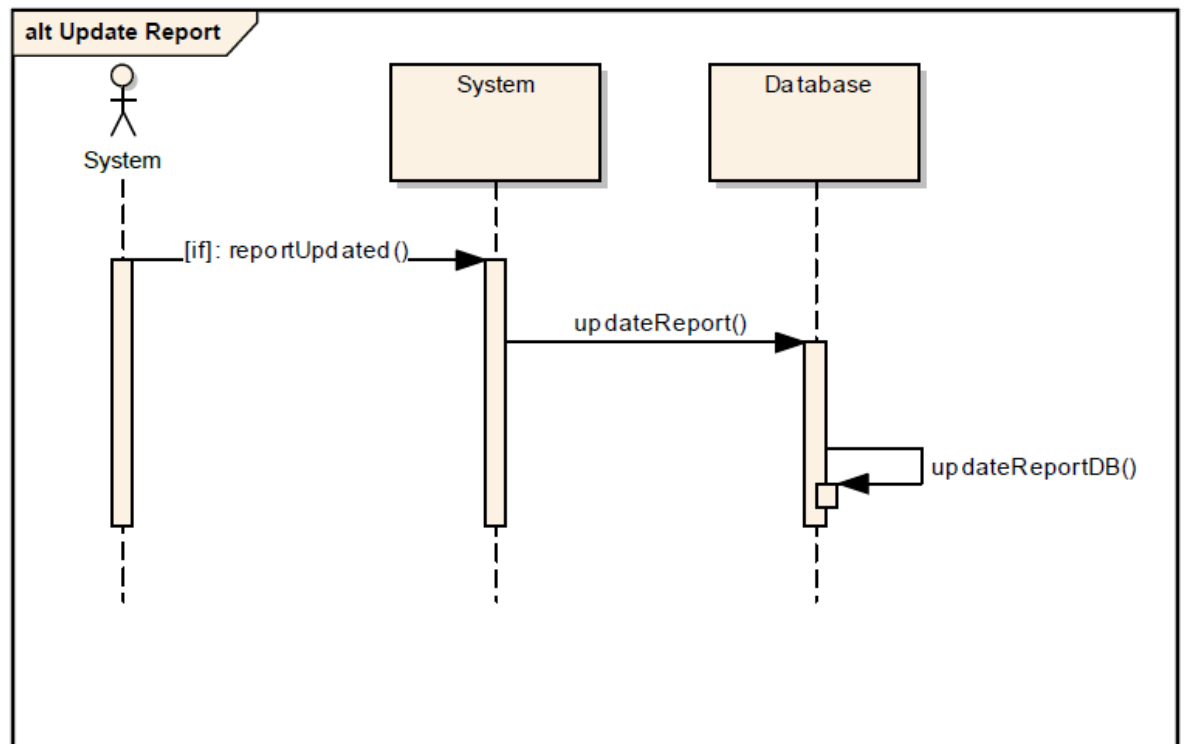 alt Update Report
System
Database
System
[if]: reportUpdated()
updateReport()
updateReportDB()